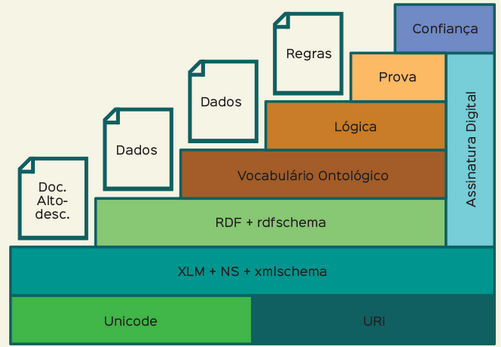 Confiança
Regras
Prova
Dados
Lógica
Assinatura Digital
Dados
Vocabulário Ontológico
Doc.
Alto-
desc.
RDF + rdfschema
XLM + NS + xmlschema
Unicode
URI